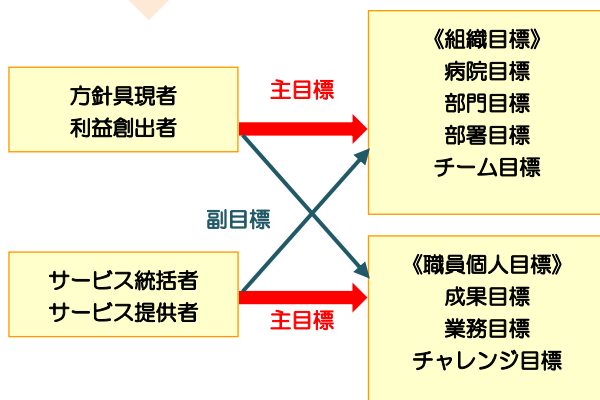 方針具現者
利益創出者
主目標
《組織目標》
病院目標
部門目標
部署目標
チーム目標
副目標
サービス統括者
サービス提供者
主目標
《職員個人目標》
成果目標
業務目標
チャレンジ目標